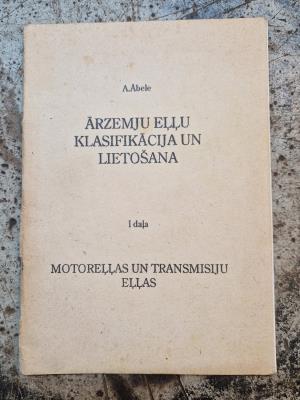 A.Ābele
ĀRZEMJU EĻĻU
KLASIFIKĀCIJA UN
LIETOŠANA
I daļa
MOTOREĻĻAS UN TRANSMISIJU
EĻĻAS